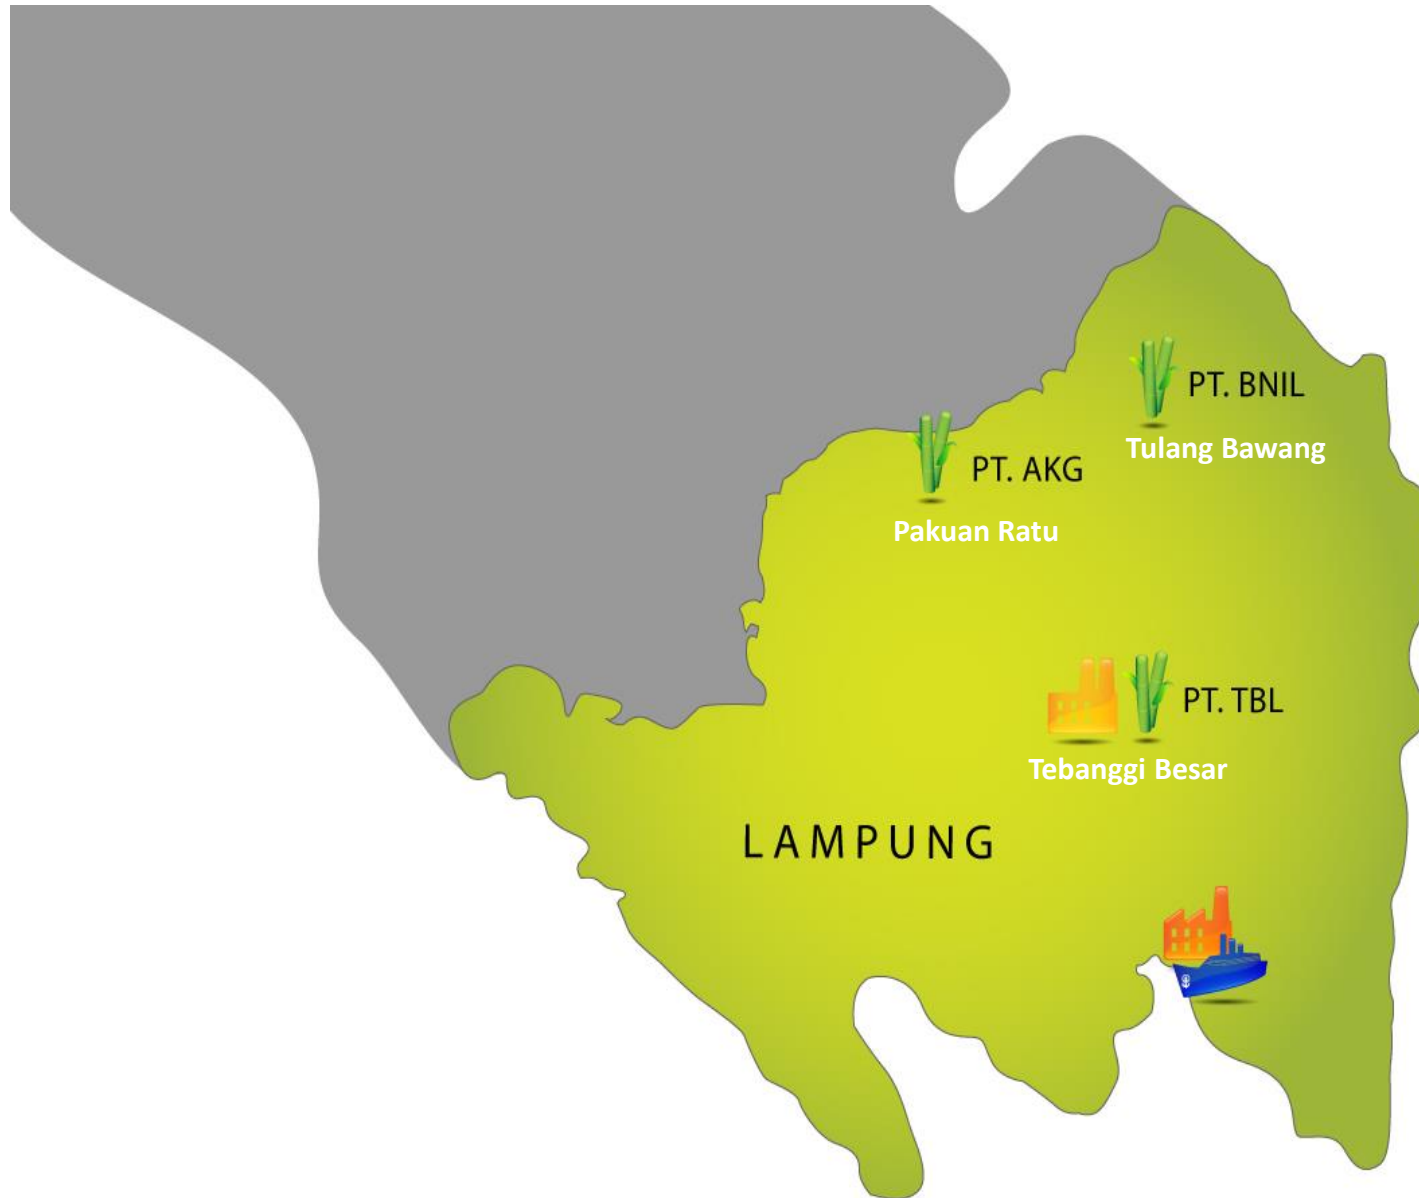 PT. BNIL
Tulang Bawang
PT. AKG
Pakuan Ratu
PT. TBL
Tebanggi Besar
LAMPUNG